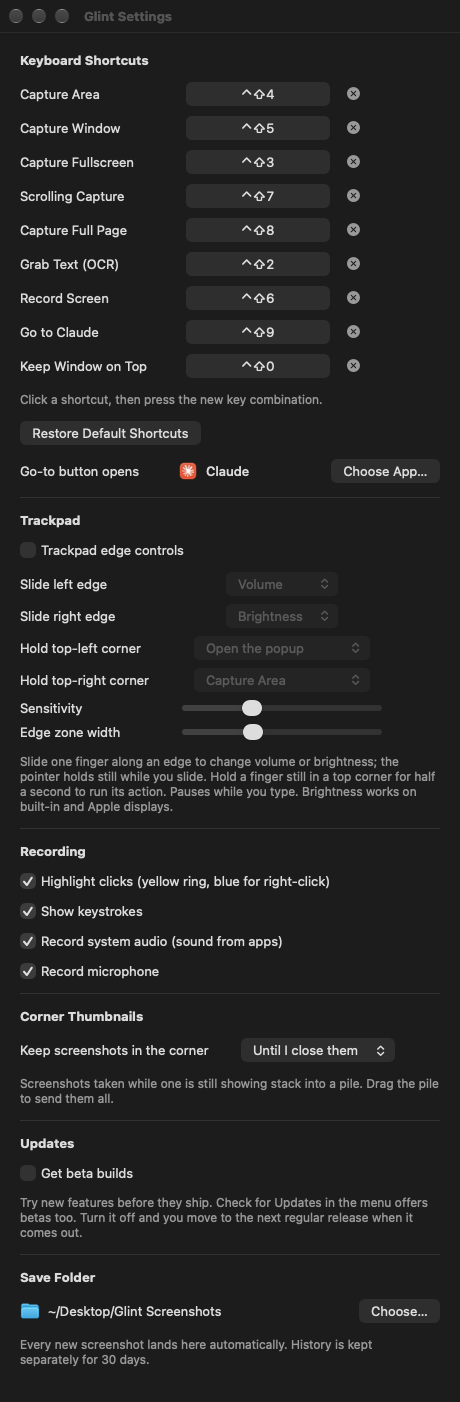 Glint Settings
Keyboard Shortcuts
Capture Area ^⇧4
Capture Window ^⇧5
Capture Fullscreen ^⇧3
Scrolling Capture ^⇧7
Capture Full Page ^⇧8
Grab Text (OCR) ^⇧2
Record Screen ^⇧6
Go to Claude ^⇧9
Keep Window on Top ^⇧0
Click a shortcut, then press the new key combination.
Restore Default Shortcuts
Go-to button opens Claude Choose App...
Trackpad
Trackpad edge controls
Slide left edge Volume
Slide right edge Brightness
Hold top-left corner Open the popup
Hold top-right corner Capture Area
Sensitivity
Edge zone width
Slide one finger along an edge to change volume or brightness; the
pointer holds still while you slide. Hold a finger still in a top corner for half
a second to run its action. Pauses while you type. Brightness works on
built-in and Apple displays.
Recording
Highlight clicks (yellow ring, blue for right-click)
Show keystrokes
Record system audio (sound from apps)
Record microphone
Corner Thumbnails
Keep screenshots in the corner Until I close them
Screenshots taken while one is still showing stack into a pile. Drag the pile
to send them all.
Updates
Get beta builds
Try new features before they ship. Check for Updates in the menu offers
betas too. Turn it off and you move to the next regular release when it
comes out.
Save Folder
~/Desktop/Glint Screenshots Choose...
Every new screenshot lands here automatically. History is kept
separately for 30 days.